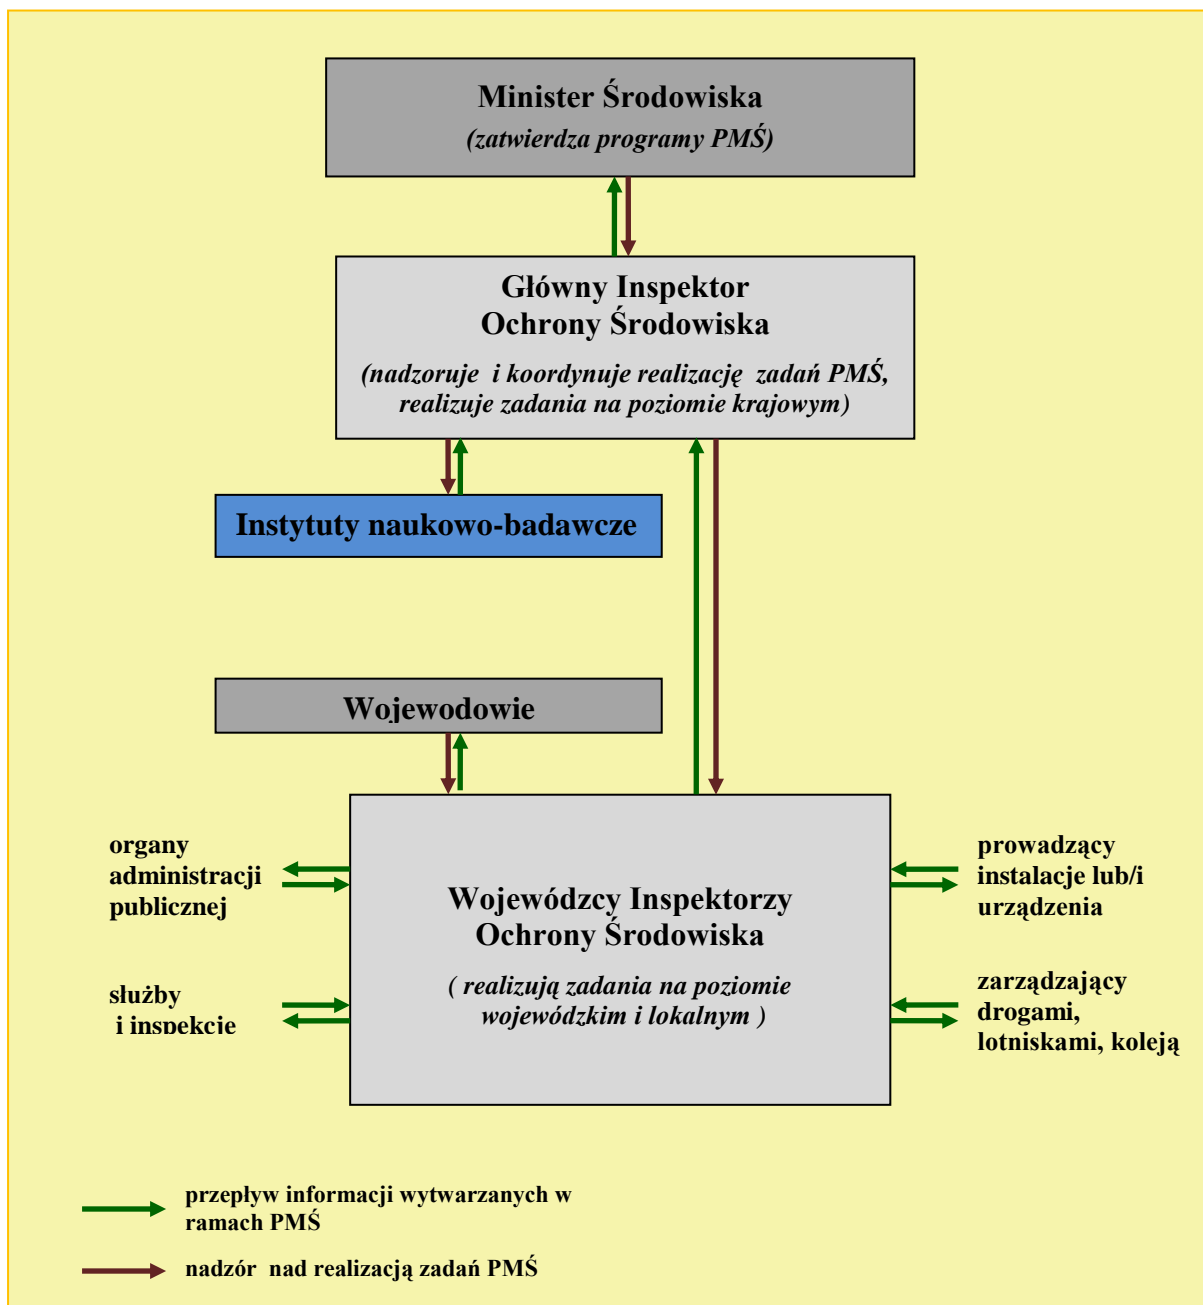 Minister Środowiska
(zatwierdza programy PMŚ)
Główny Inspektor
Ochrony Środowiska
(nadzoruje i koordynuje realizację zadań PMŚ,
realizuje zadania na poziomie krajowym)
Instytuty naukowo-badawcze
Wojewodowie
organy
administracji
publicznej
służby
i inspekcje
Wojewódzcy Inspektorzy
Ochrony Środowiska
( realizują zadania na poziomie
wojewódzkim i lokalnym )
prowadzący
instalacje lub/i
urządzenia
zarządzający
drogami,
lotniskami, koleją
przepływ informacji wytwarzanych w
ramach PMŚ
nadzór nad realizacją zadań PMŚ